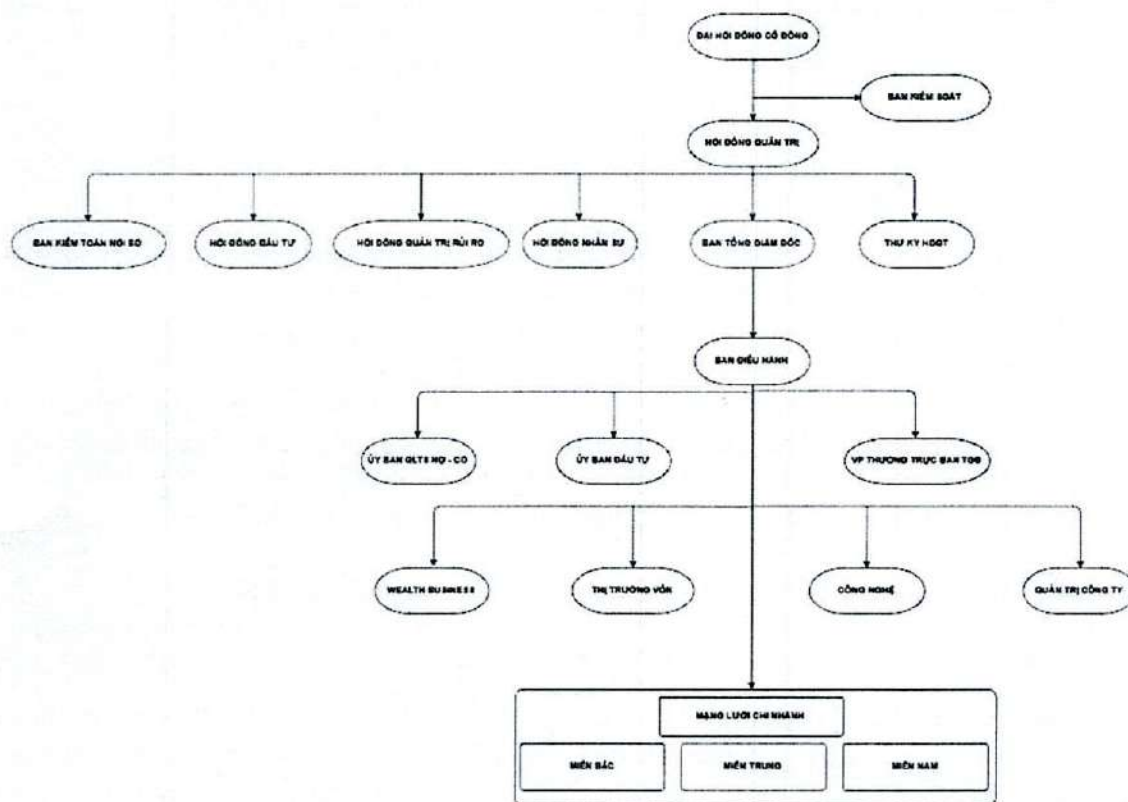 ĐẠI HỘI ĐỒNG CỔ ĐÔNG
BAN KIỂM SOÁT
HỘI ĐỒNG QUẢN TRỊ
BAN KIỂM TOÁN NỘI BỘ
HỘI ĐỒNG ĐẦU TƯ
HỘI ĐỒNG QUẢN TRỊ RỦI RO
HỘI ĐỒNG NHÂN SỰ
BAN TỔNG GIÁM ĐỐC
THƯ KÝ HĐQT
BAN ĐIỀU HÀNH
ỦY BAN QLTS NỢ - CÓ
ỦY BAN ĐẦU TƯ
VP THƯỜNG TRỰC BAN TGĐ
WEALTH BUSINESS
THỊ TRƯỜNG VỐN
CÔNG NGHỆ
QUẢN TRỊ CÔNG TY
MẠNG LƯỚI CHI NHÁNH
MIỀN BẮC
MIỀN TRUNG
MIỀN NAM